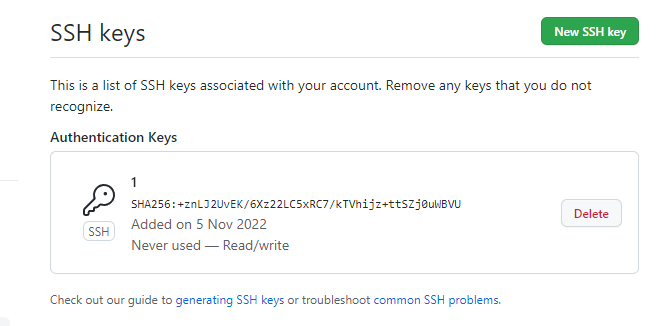 SSH keys
New SSH key
This is a list of SSH keys associated with your account. Remove any keys that you do not
recognize.
Authentication Keys
1
SHA256:+znLJ2UvEK/6Xz22LC5xRC7/kTVhijz+ttSZj0uWBVU
SSH
Added on 5 Nov 2022
Never used — Read/write
Delete
Check out our guide to generating SSH keys or troubleshoot common SSH problems.